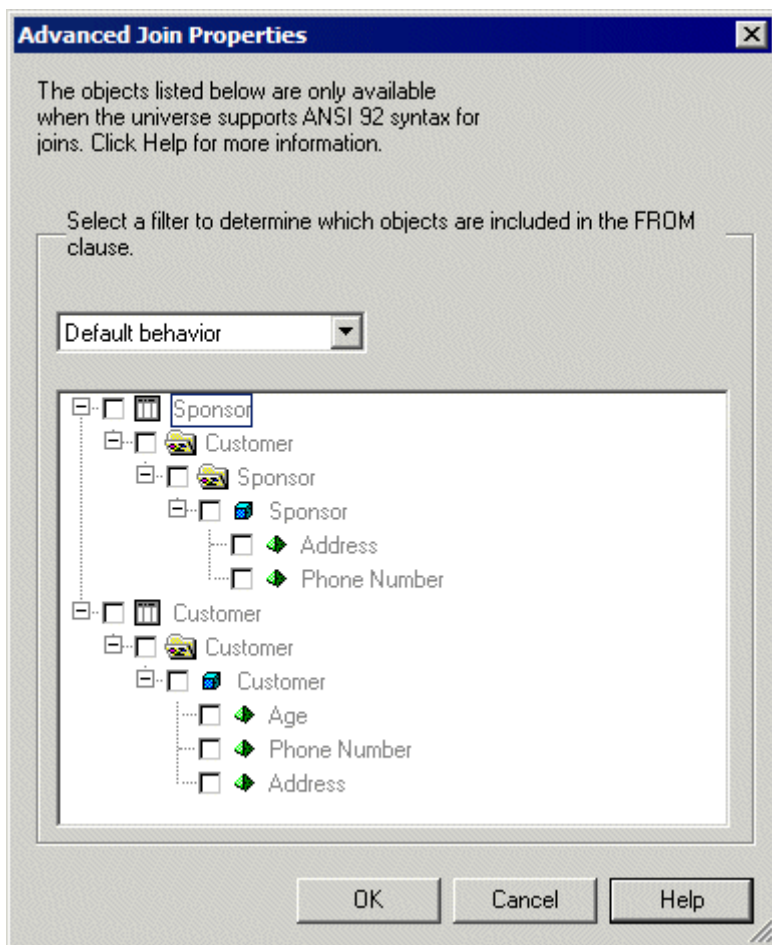 Advanced Join Properties
The objects listed below are only available
when the universe supports ANSI 92 syntax for
joins. Click Help for more information.
Select a filter to determine which objects are included in the FROM
clause.
Default behavior
Sponsor
Customer
Sponsor
Sponsor
Address
Phone Number
Customer
Customer
Customer
Age
Phone Number
Address
OK Cancel Help